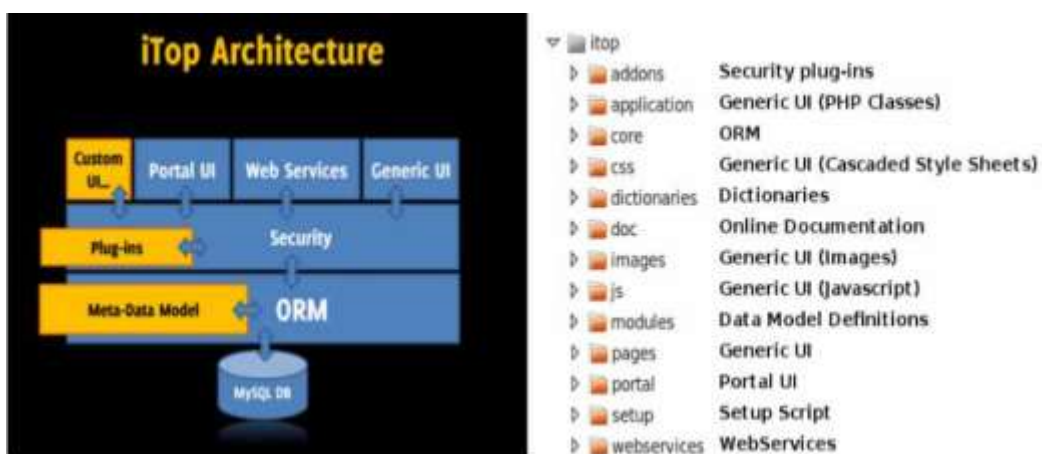 iTop Architecture
Custom
UI...
Portal UI
Web Services
Generic UI
Plug-ins
Security
Meta-Data Model
ORM
MySQL DB
itop
addons Security plug-ins
application Generic UI (PHP Classes)
core ORM
css Generic UI (Cascaded Style Sheets)
dictionaries Dictionaries
doc Online Documentation
images Generic UI (Images)
js Generic UI (Javascript)
modules Data Model Definitions
pages Generic UI
portal Portal UI
setup Setup Script
webservices WebServices